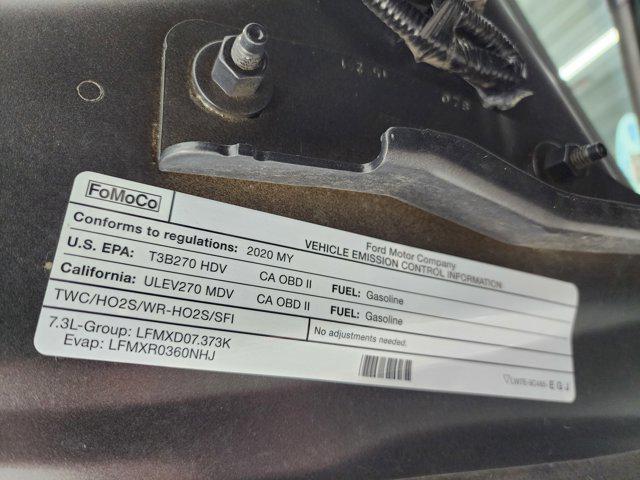 FoMoCo
Ford Motor Company
VEHICLE EMISSION CONTROL INFORMATION
Conforms to regulations: 2020 MY
U.S. EPA: T3B270 HDV CA OBD II FUEL: Gasoline
California: ULEV270 MDV CA OBD II FUEL: Gasoline
TWC/HO2S/WR-HO2S/SFI
No adjustments needed.
7.3L-Group: LFMXD07.373K
Evap: LFMXR0360NHJ
E G J